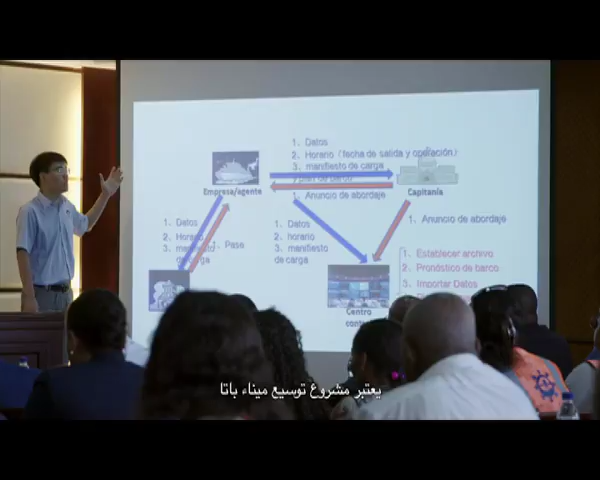 1、Datos
2、Horario （fecha de salida y operación）
3、manifiesto
de carga
Empresa/agente
Capitanía
1、Anuncio de abordaje
1、Datos
2、Horario
3、manifiesto
de carga
1、Pase
1、Datos
2、horario
3、manifiesto
de carga
1、Anuncio de abordaje
1、Establecer archivo
2、Pronóstico de barco
3、Importar Datos
Centro
يعتبر مشروع توسيع ميناء باتا